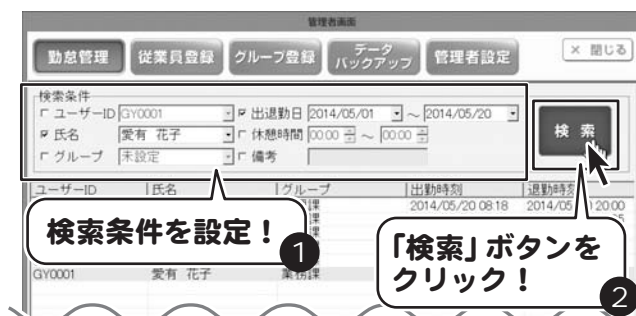 管理者画面
勤怠管理 従業員登録 グループ登録 データバックアップ 管理者設定 × 閉じる
検索条件
ユーザーID GY0001 出退勤日 2014/05/01 ～ 2014/05/20
氏名 愛有 花子 休憩時間 00:00 ～ 00:00
グループ 未設定 備考
検索
ユーザーID 氏名 グループ 出勤時刻 退勤時刻
2014/05/20 08:18
検索条件を設定！
1
「検索」ボタンを
クリック！
2
GY0001 愛有 花子 業務課